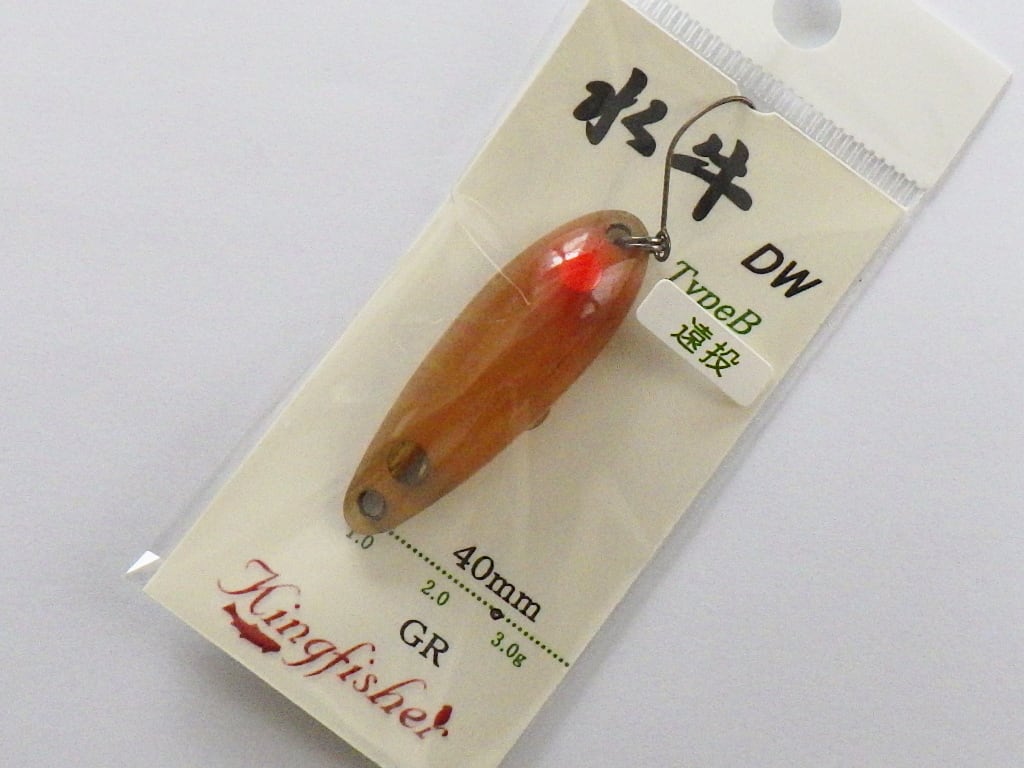 水牛
DW
TypeB
遠投
40mm
1.0
2.0
3.0g
GR
Kingfisher